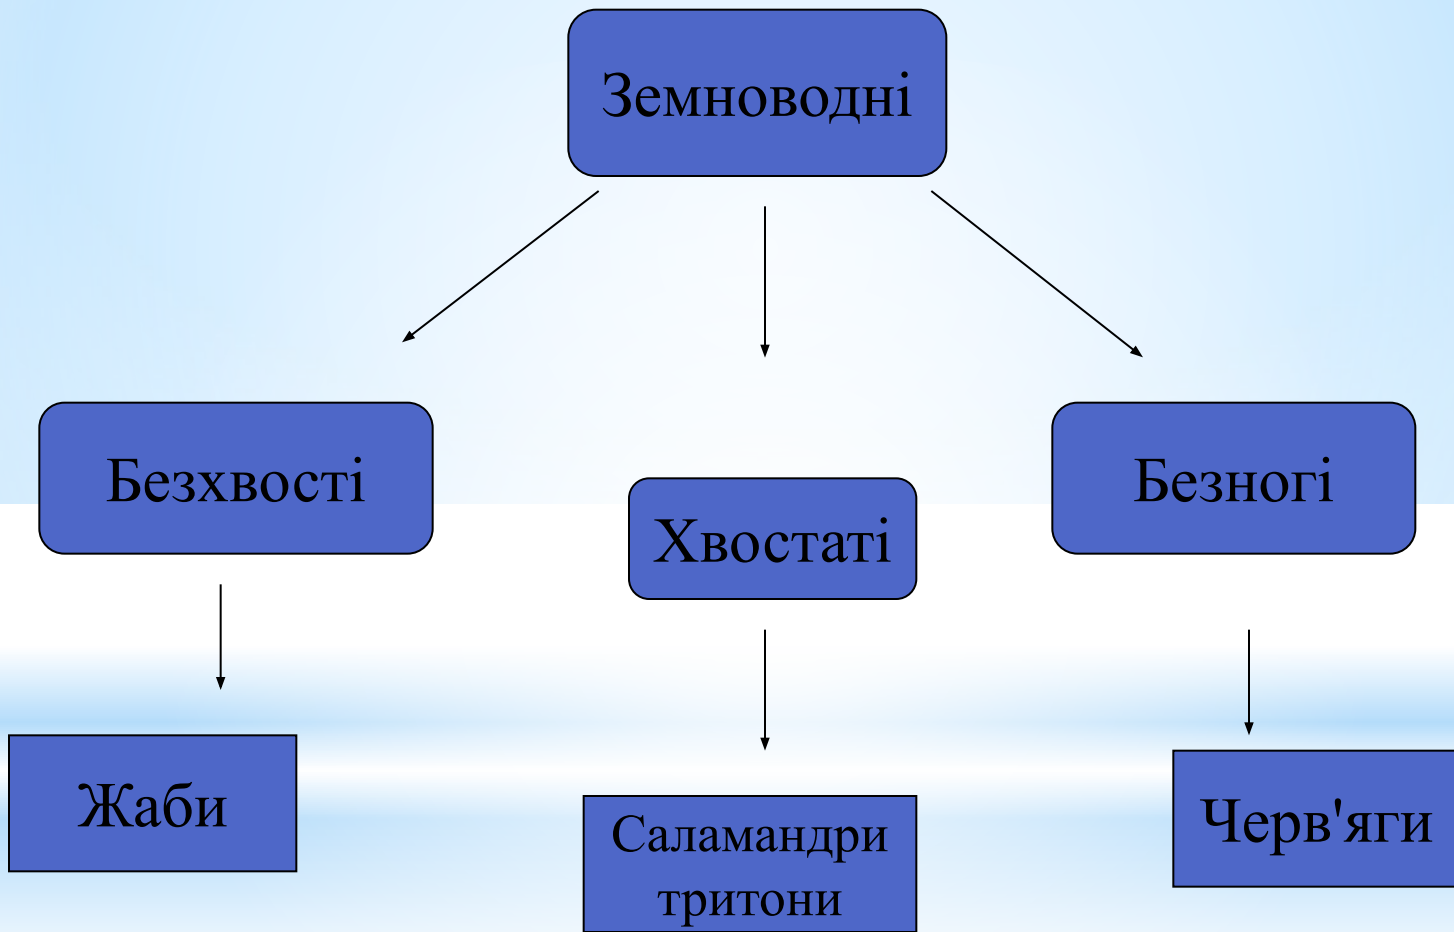 Земноводні
Безхвості
Хвостаті
Безногі
Жаби
Саламандри
тритони
Черв'яги